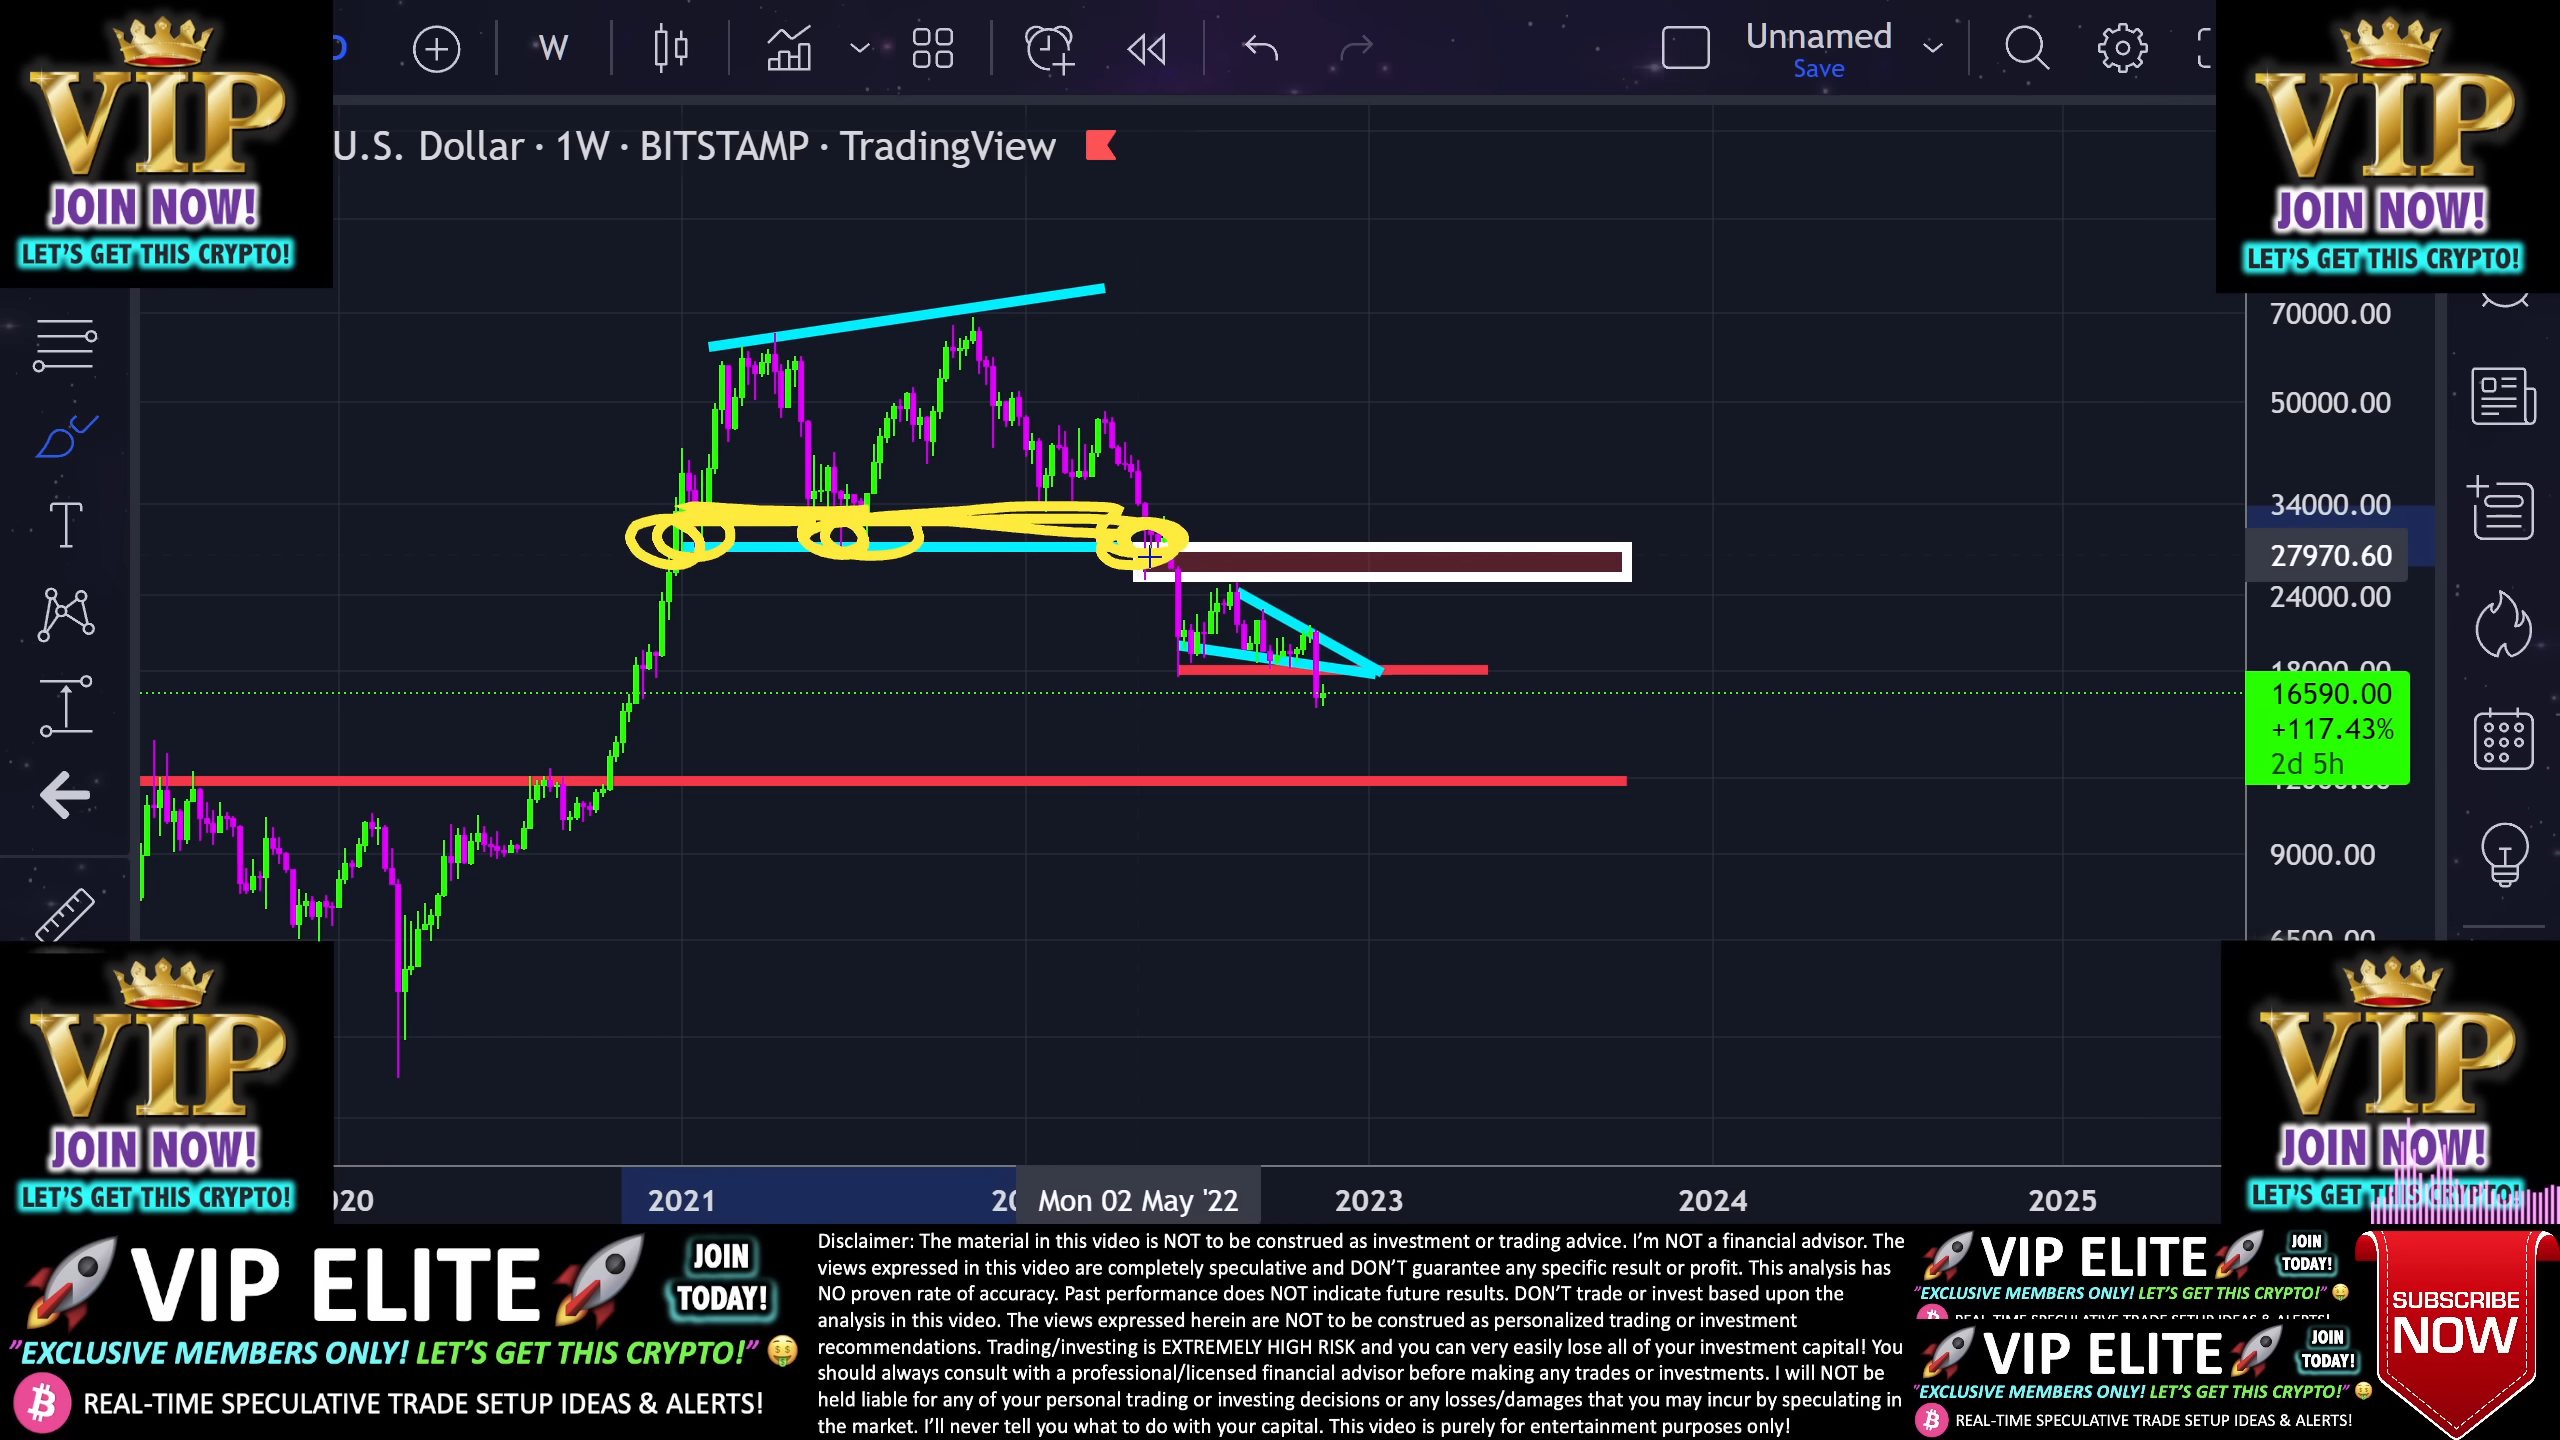 VIP
JOIN NOW!
LET'S GET THIS CRYPTO!
W
Unnamed
Save
VIP
JOIN NOW!
LET'S GET THIS CRYPTO!
U.S. Dollar · 1W · BITSTAMP · TradingView
70000.00
50000.00
34000.00
27970.60
24000.00
18000.00
16590.00
+117.43%
2d 5h
12000.00
9000.00
6500.00
VIP
JOIN NOW!
LET'S GET THIS CRYPTO!
VIP
JOIN NOW!
LET'S GET THIS CRYPTO!
2021
Mon 02 May '22
2023
2024
2025
VIP ELITE
JOIN
TODAY!
"EXCLUSIVE MEMBERS ONLY! LET'S GET THIS CRYPTO!"
REAL-TIME SPECULATIVE TRADE SETUP IDEAS & ALERTS!
Disclaimer: The material in this video is NOT to be construed as investment or trading advice. I'm NOT a financial advisor. The
views expressed in this video are completely speculative and DON'T guarantee any specific result or profit. This analysis has
NO proven rate of accuracy. Past performance does NOT indicate future results. DON'T trade or invest based upon the
analysis in this video. The views expressed herein are NOT to be construed as personalized trading or investment
recommendations. Trading/investing is EXTREMELY HIGH RISK and you can very easily lose all of your investment capital! You
should always consult with a professional/licensed financial advisor before making any trades or investments. I will NOT be
held liable for any of your personal trading or investing decisions or any losses/damages that you may incur by speculating in
the market. I'll never tell you what to do with your capital. This video is purely for entertainment purposes only!
VIP ELITE
JOIN
TODAY!
"EXCLUSIVE MEMBERS ONLY! LET'S GET THIS CRYPTO!"
VIP ELITE
JOIN
TODAY!
"EXCLUSIVE MEMBERS ONLY! LET'S GET THIS CRYPTO!"
REAL-TIME SPECULATIVE TRADE SETUP IDEAS & ALERTS!
SUBSCRIBE
NOW